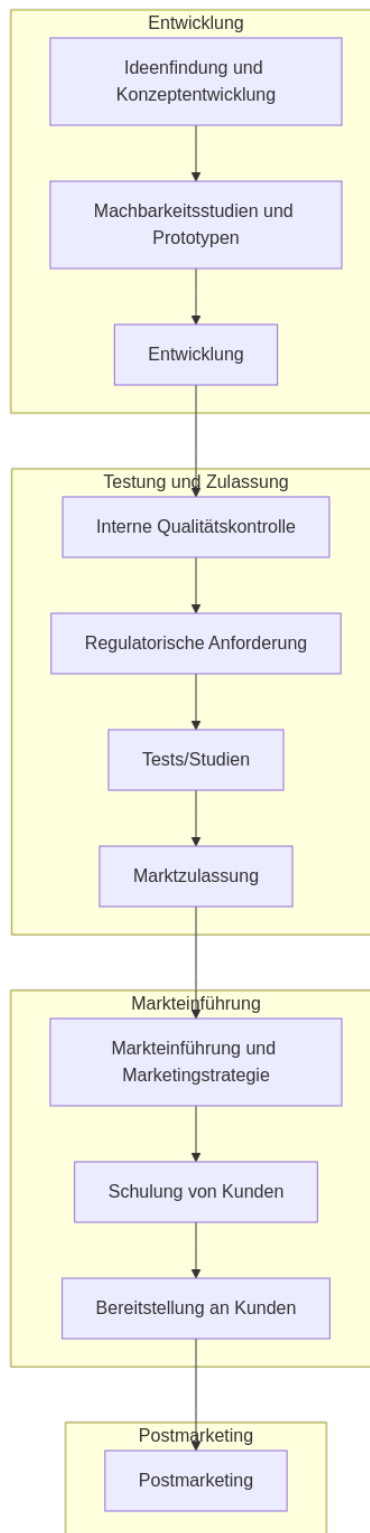 Entwicklung
Ideenfindung und
Konzeptentwicklung
Machbarkeitsstudien und
Prototypen
Entwicklung
Testung und Zulassung
Interne Qualitätskontrolle
Regulatorische Anforderung
Tests/Studien
Marktzulassung
Markteinführung
Markteinführung und
Marketingstrategie
Schulung von Kunden
Bereitstellung an Kunden
Postmarketing
Postmarketing